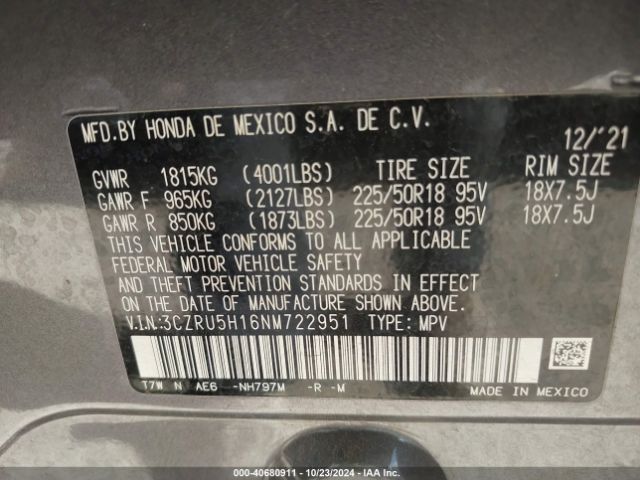 MFD.BY HONDA DE MEXICO S.A. DE C.V.
12/'21
GVWR 1815KG (4001LBS) TIRE SIZE RIM SIZE
GAWR F 965KG (2127LBS) 225/50R18 95V 18X7.5J
GAWR R 850KG (1873LBS) 225/50R18 95V 18X7.5J
THIS VEHICLE CONFORMS TO ALL APPLICABLE
FEDERAL MOTOR VEHICLE SAFETY
AND THEFT PREVENTION STANDARDS IN EFFECT
ON THE DATE OF MANUFACTURE SHOWN ABOVE.
V.I.N.:3CZRU5H16NM722951 TYPE: MPV
T7W N AE6 -NH797M -R -M
MADE IN MEXICO
000-40680911 - 10/23/2024 - IAA Inc.